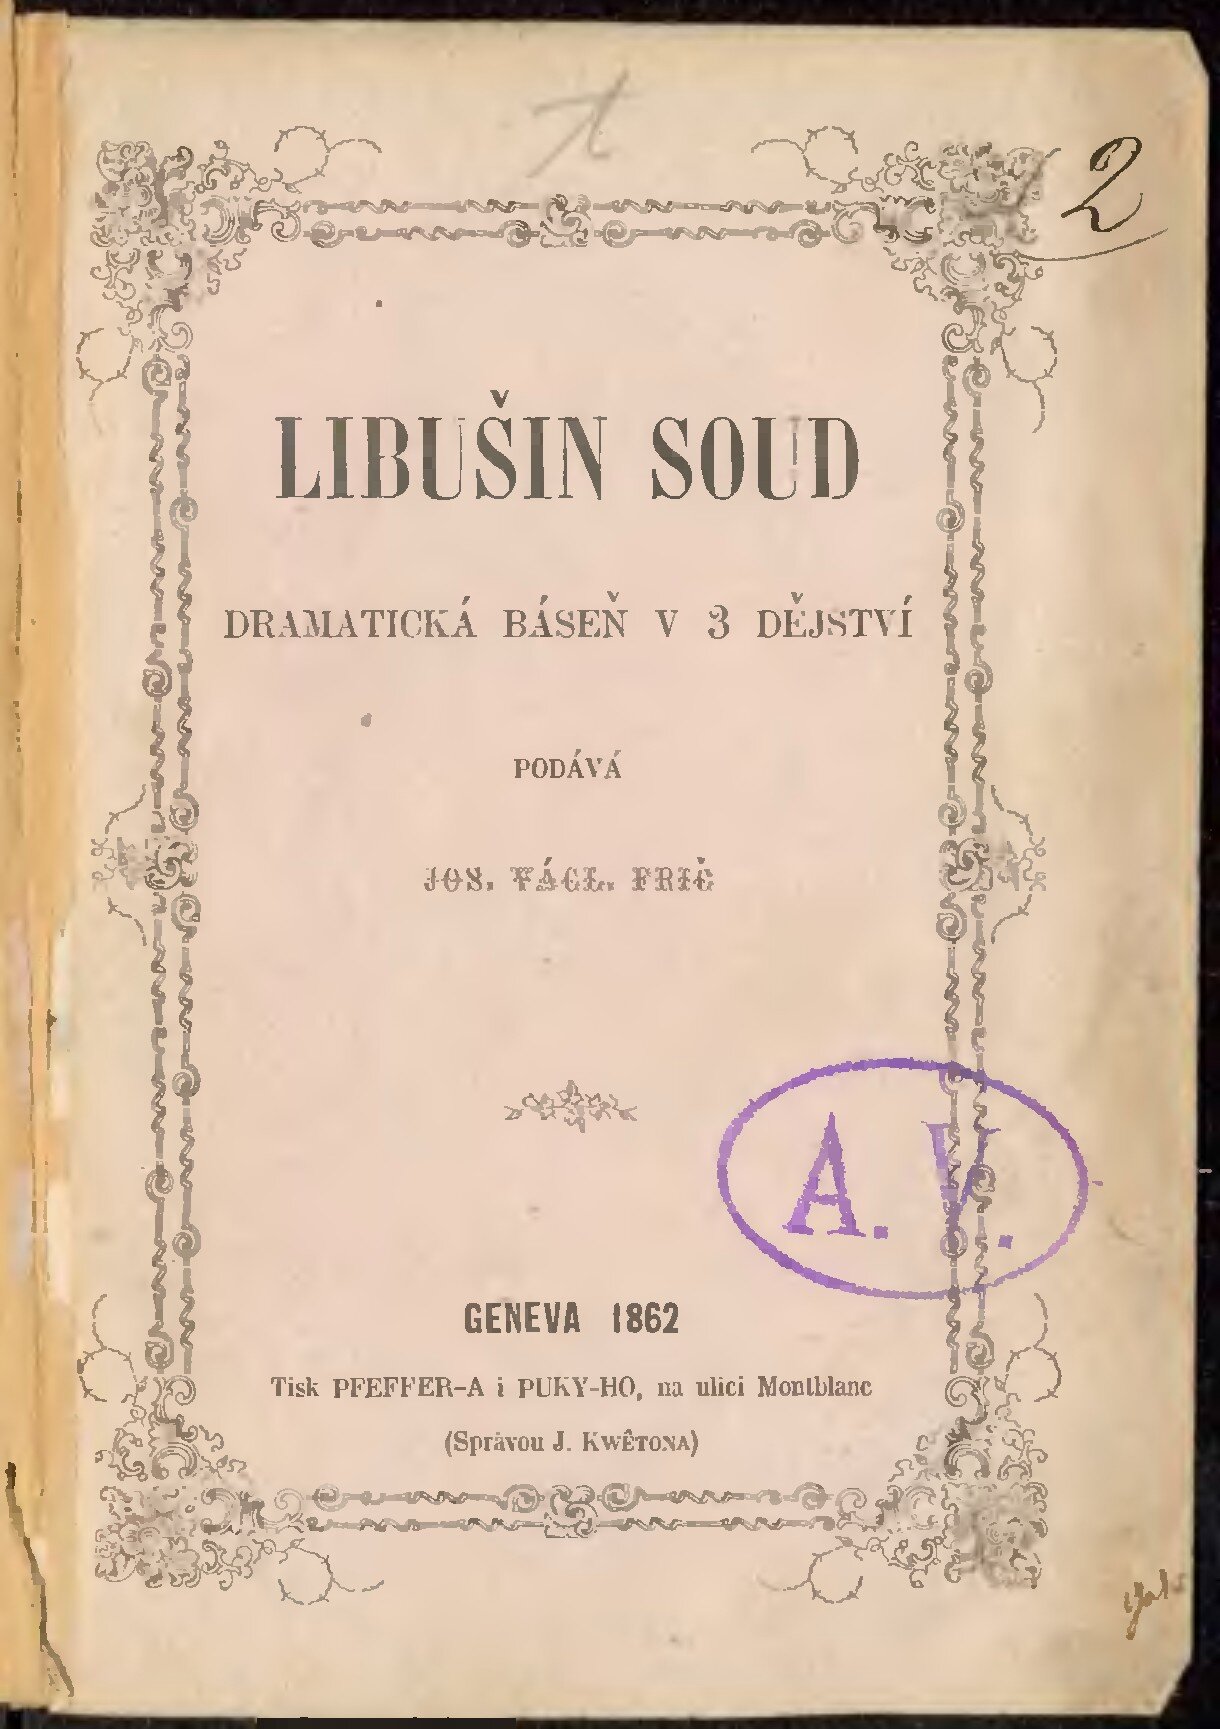 2
LIBUŠIN SOUD
DRAMATICKÁ BÁSEŇ V 3 DĚJSTVÍ
PODÁVÁ
JOS. VÁCL. FRIČ
A. V.
GENEVA 1862
Tisk PFEFFER-A i PUKY-HO, na ulici Montblanc
(Správou J. KWÊTONA)